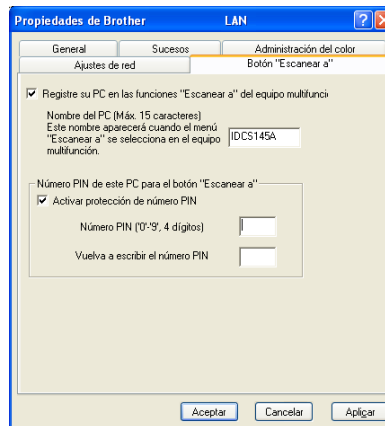 Propiedades de Brother LAN
General Sucesos Administración del color
Ajustes de red Botón "Escanear a"
Registre su PC en las funciones "Escanear a" del equipo multifunci
Nombre del PC (Máx. 15 caracteres)
Este nombre aparecerá cuando el menú
"Escanear a" se selecciona en el equipo
multifunción.
IDCS145A
Número PIN de este PC para el botón "Escanear a"
Activar protección de número PIN
Número PIN ('0'-'9', 4 dígitos)
Vuelva a escribir el número PIN
Aceptar Cancelar Aplicar